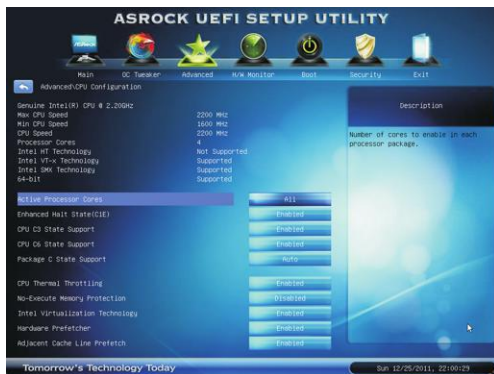 ASROCK UEFI SETUP UTILITY
Main OC Tweaker Advanced H/W Monitor Boot Security Exit
Advanced\CPU Configuration
Description
Genuine Intel(R) CPU @ 2.20GHz
Max CPU Speed 2200 MHz
Min CPU Speed 1600 MHz
CPU Speed 2200 MHz
Processor Cores 4
Intel HT Technology Not Supported
Intel VT-x Technology Supported
Intel SMX Technology Supported
64-bit Supported
Number of cores to enable in each
processor package.
Active Processor Cores All
Enhanced Halt State(C1E) Enabled
CPU C3 State Support Enabled
CPU C6 State Support Enabled
Package C State Support Auto
CPU Thermal Throttling Enabled
No-Execute Memory Protection Disabled
Intel Virtualization Technology Enabled
Hardware Prefetcher Enabled
Adjacent Cache Line Prefetch Enabled
Tomorrow's Technology Today
Sun 12/25/2011, 22:00:29